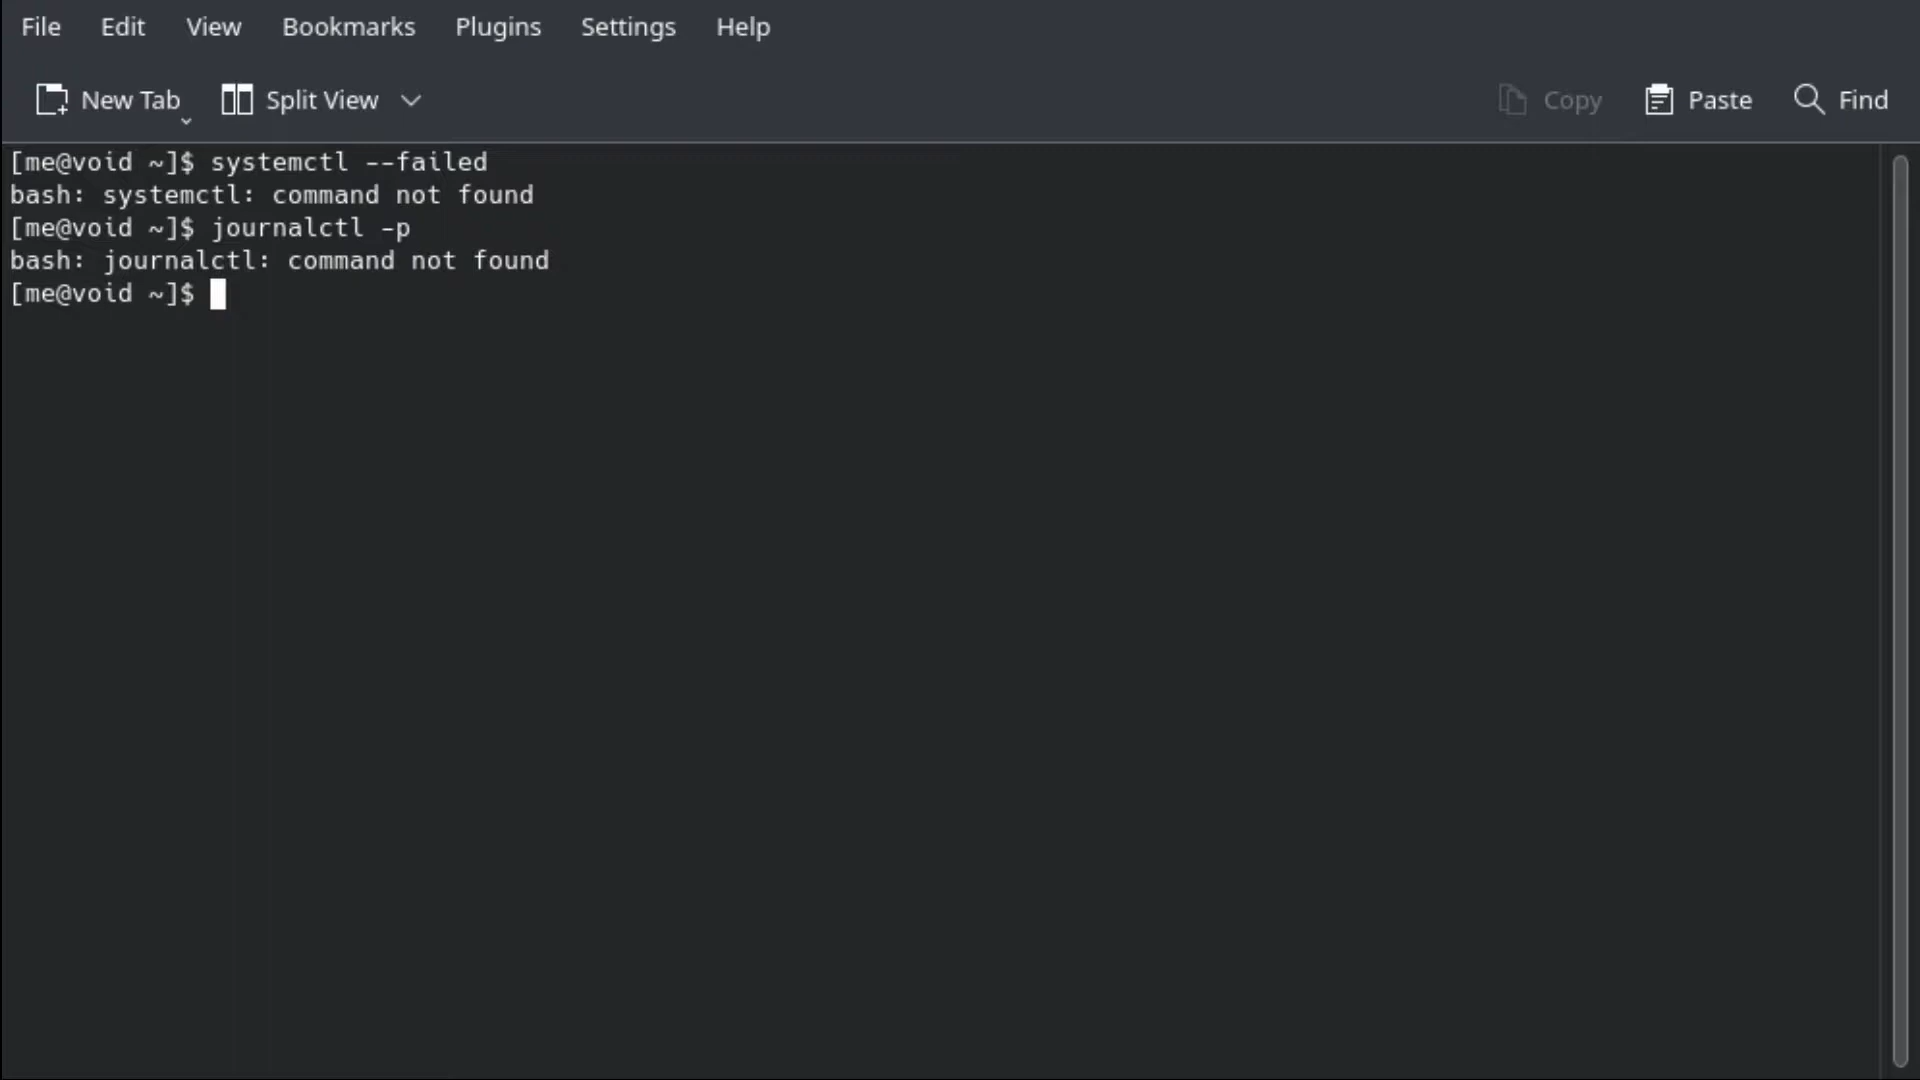 File Edit View Bookmarks Plugins Settings Help
New Tab Split View Copy Paste Find
[me@void ~]$ systemctl --failed
bash: systemctl: command not found
[me@void ~]$ journalctl -p
bash: journalctl: command not found
[me@void ~]$